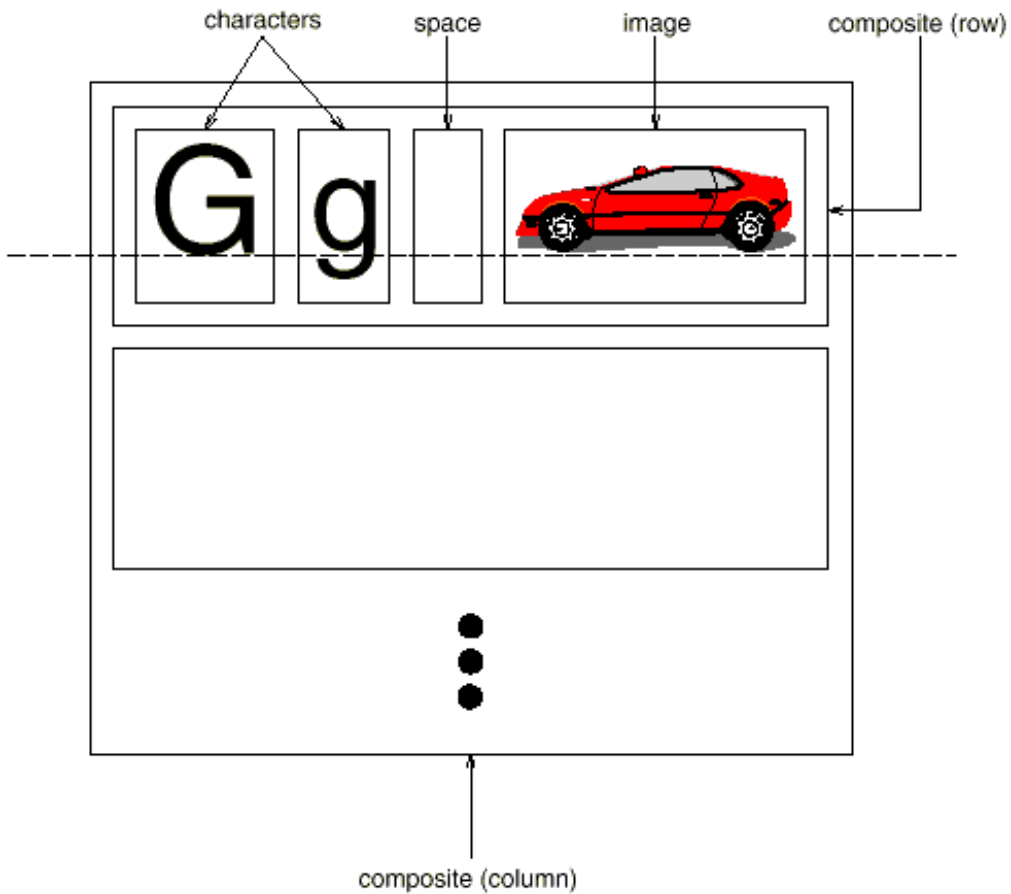 characters space image composite (row)
G g
composite (column)